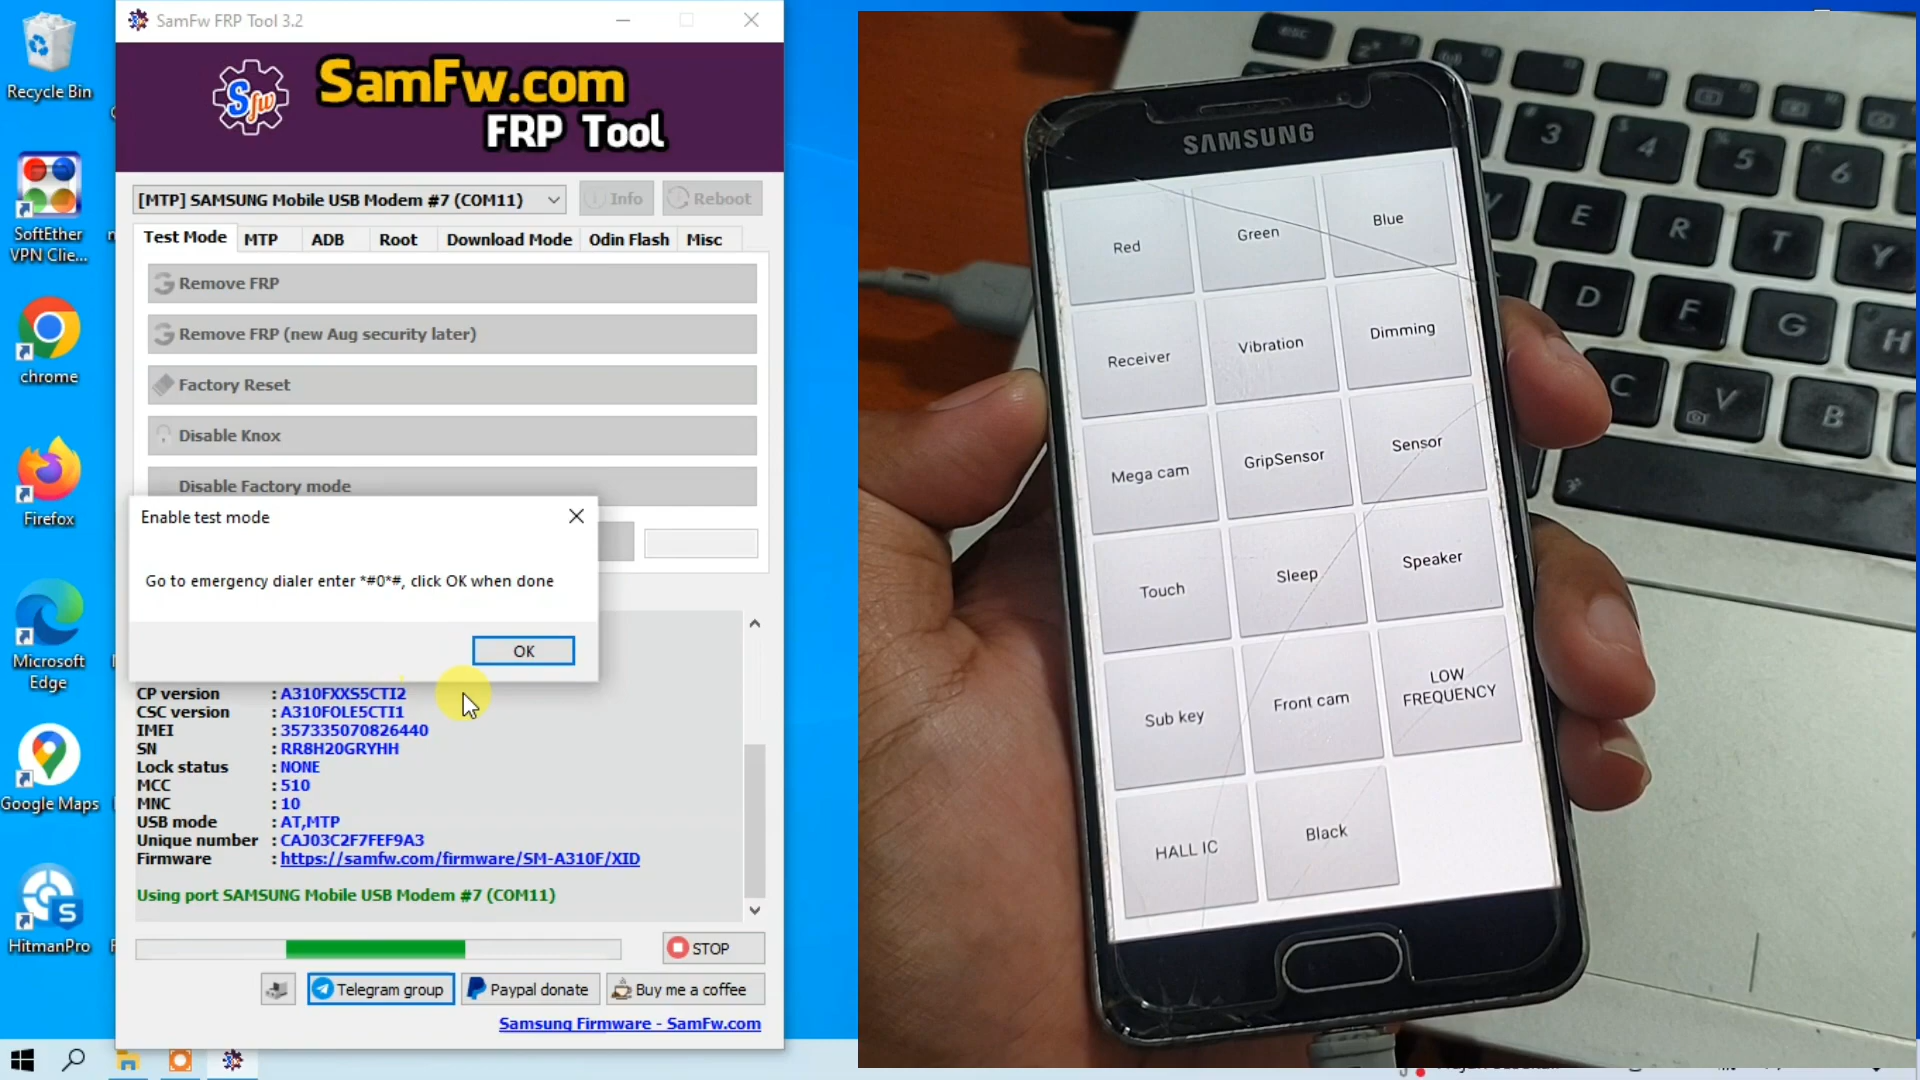 Recycle Bin
SoftEther
VPN Clie...
chrome
Firefox
Microsoft
Edge
Google Maps
HitmanPro
SamFw FRP Tool 3.2
Sfw
SamFw.com
FRP Tool
[MTP] SAMSUNG Mobile USB Modem #7 (COM11)
Info
Reboot
Test Mode
MTP
ADB
Root
Download Mode
Odin Flash
Misc
Remove FRP
Remove FRP (new Aug security later)
Factory Reset
Disable Knox
Disable Factory mode
Enable test mode
Go to emergency dialer enter *#0*#, click OK when done
OK
CP version : A310FXXS5CTI2
CSC version : A310FOLE5CTI1
IMEI : 357335070826440
SN : RR8H20GRYHH
Lock status : NONE
MCC : 510
MNC : 10
USB mode : AT,MTP
Unique number : CAJ03C2F7FEF9A3
Firmware : https://samfw.com/firmware/SM-A310F/XID
Using port SAMSUNG Mobile USB Modem #7 (COM11)
STOP
Telegram group
Paypal donate
Buy me a coffee
Samsung Firmware - SamFw.com
SAMSUNG
Red
Green
Blue
Receiver
Vibration
Dimming
Mega cam
GripSensor
Sensor
Touch
Sleep
Speaker
Sub key
Front cam
LOW
FREQUENCY
HALL IC
Black
esc
3
4
5
6
E
R
T
Y
D
F
G
H
C
V
B